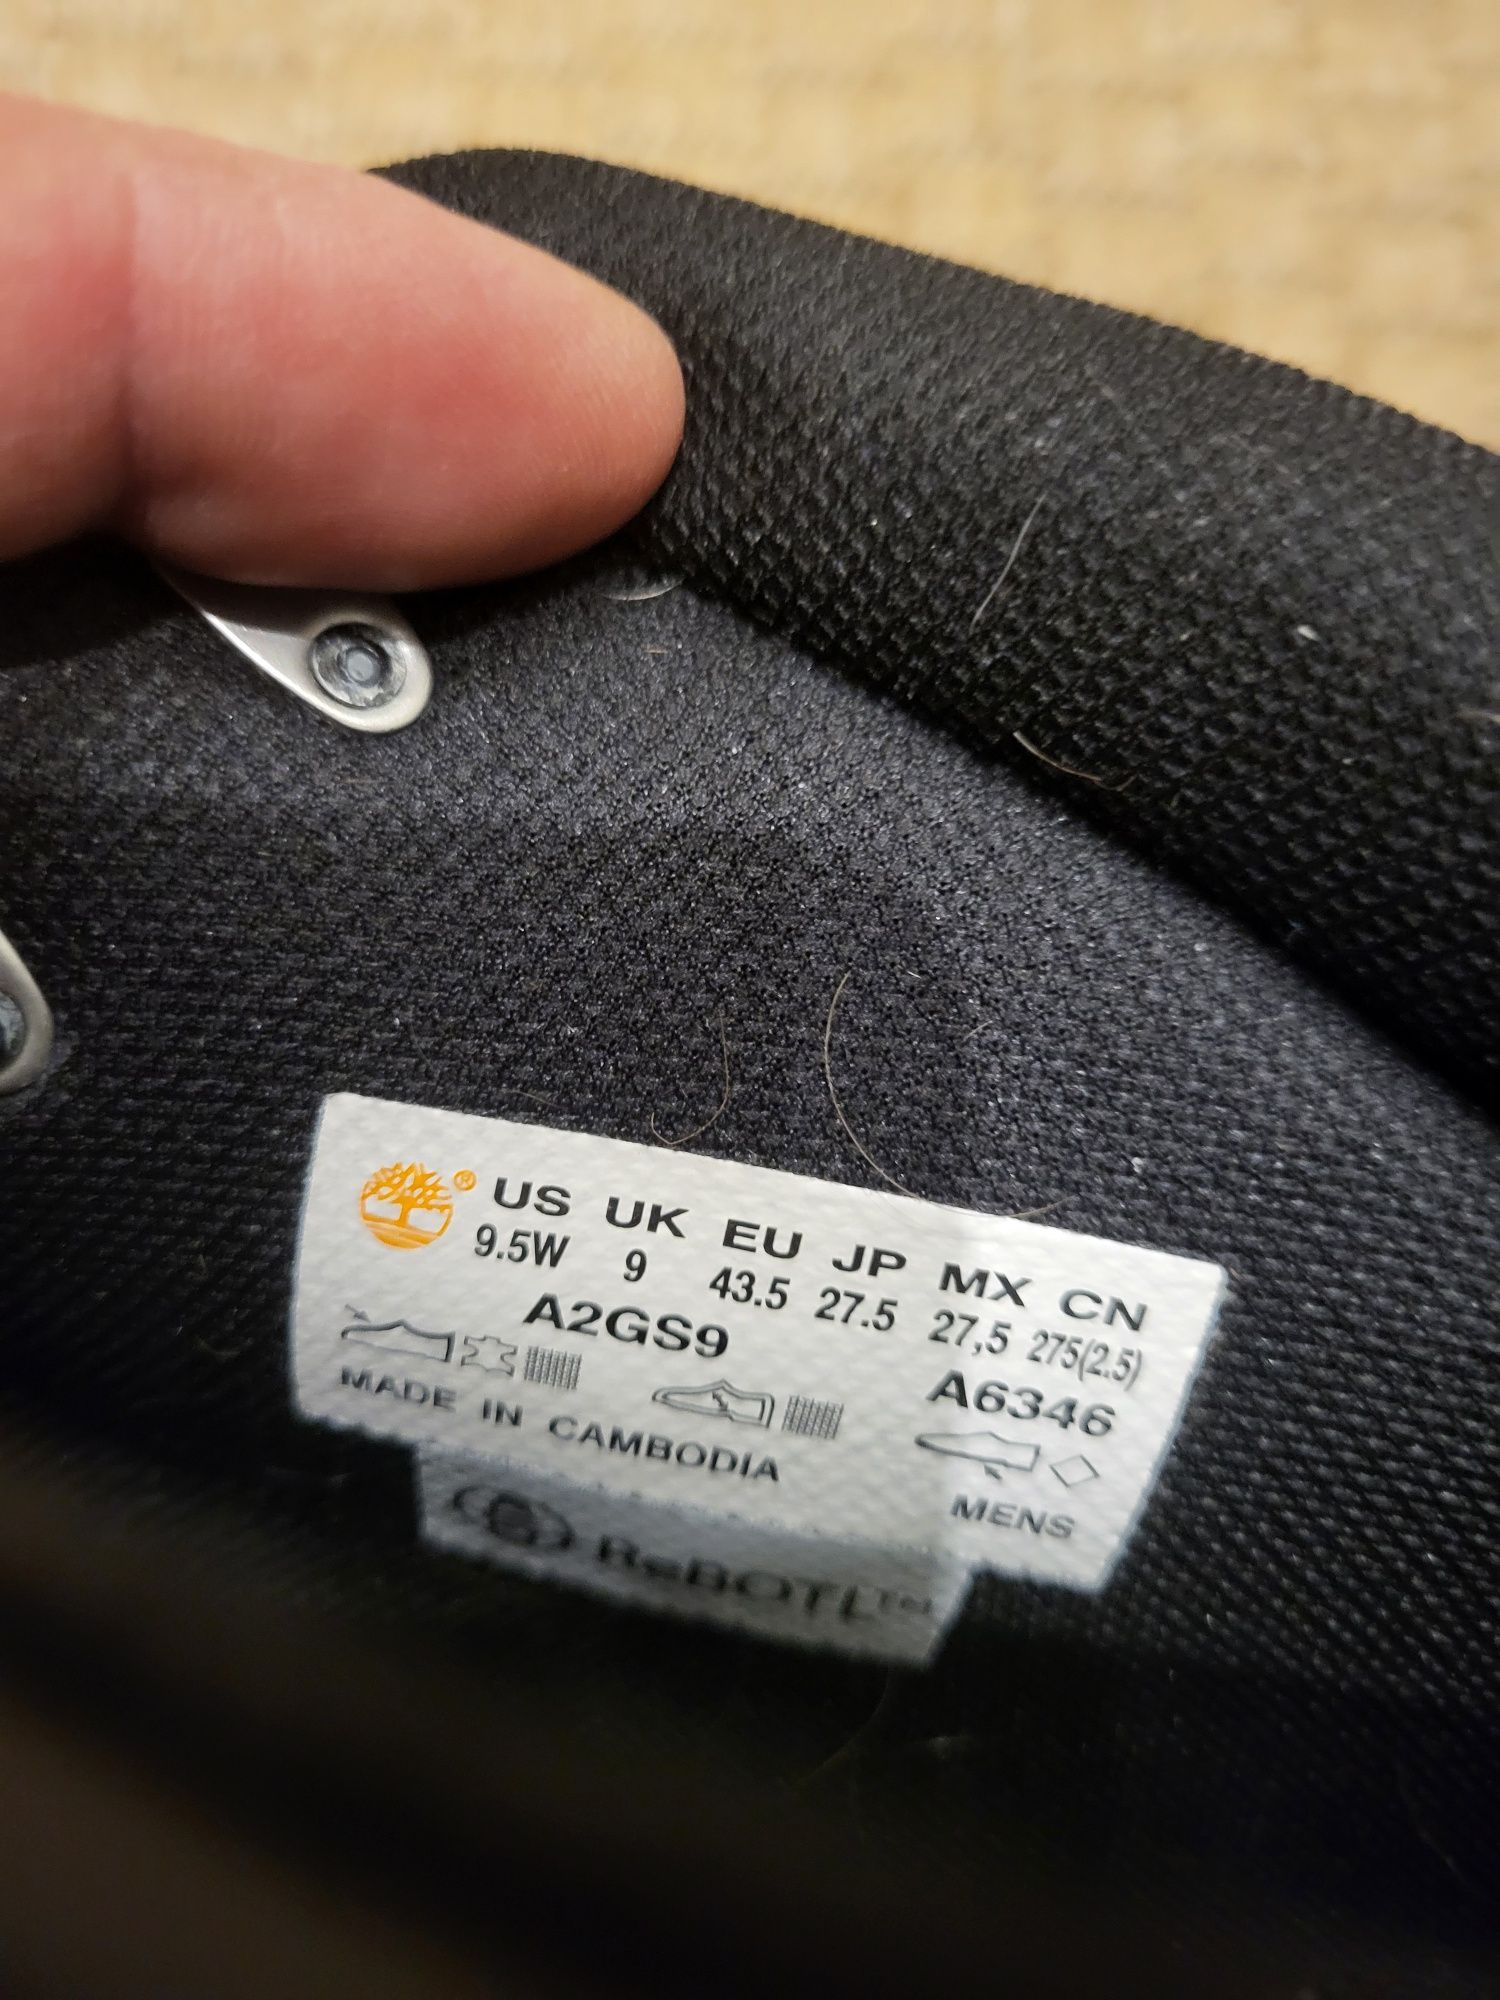 ® US UK EU JP MX CN
9.5W 9 43.5 27.5 27,5 275(2.5)
A2GS9 A6346
MADE IN CAMBODIA
MENS
ReBOTL™